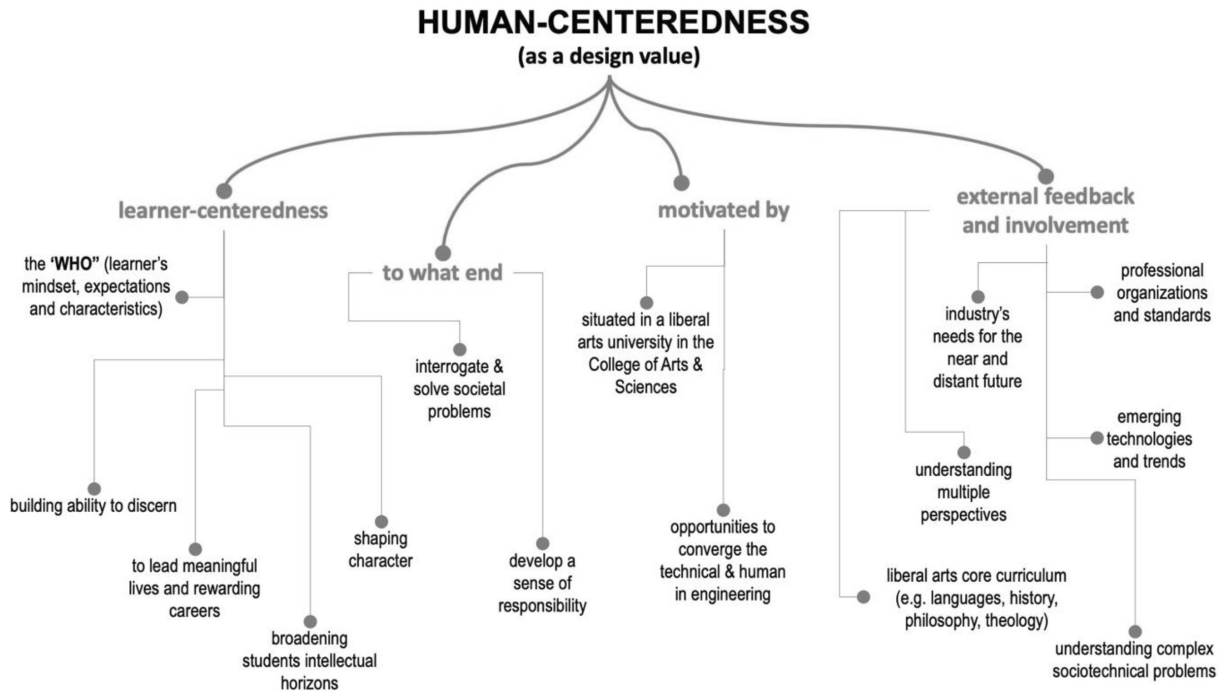 HUMAN-CENTEREDNESS
(as a design value)
learner-centeredness
the ‘WHO” (learner’s
mindset, expectations
and characteristics)
building ability to discern
to lead meaningful
lives and rewarding
careers
broadening
students intellectual
horizons
shaping
character
to what end
interrogate &
solve societal
problems
develop a
sense of
responsibility
motivated by
situated in a liberal
arts university in the
College of Arts &
Sciences
opportunities to
converge the
technical & human
in engineering
external feedback
and involvement
industry’s
needs for the
near and
distant future
professional
organizations
and standards
emerging
technologies
and trends
understanding
multiple
perspectives
liberal arts core curriculum
(e.g. languages, history,
philosophy, theology)
understanding complex
sociotechnical problems